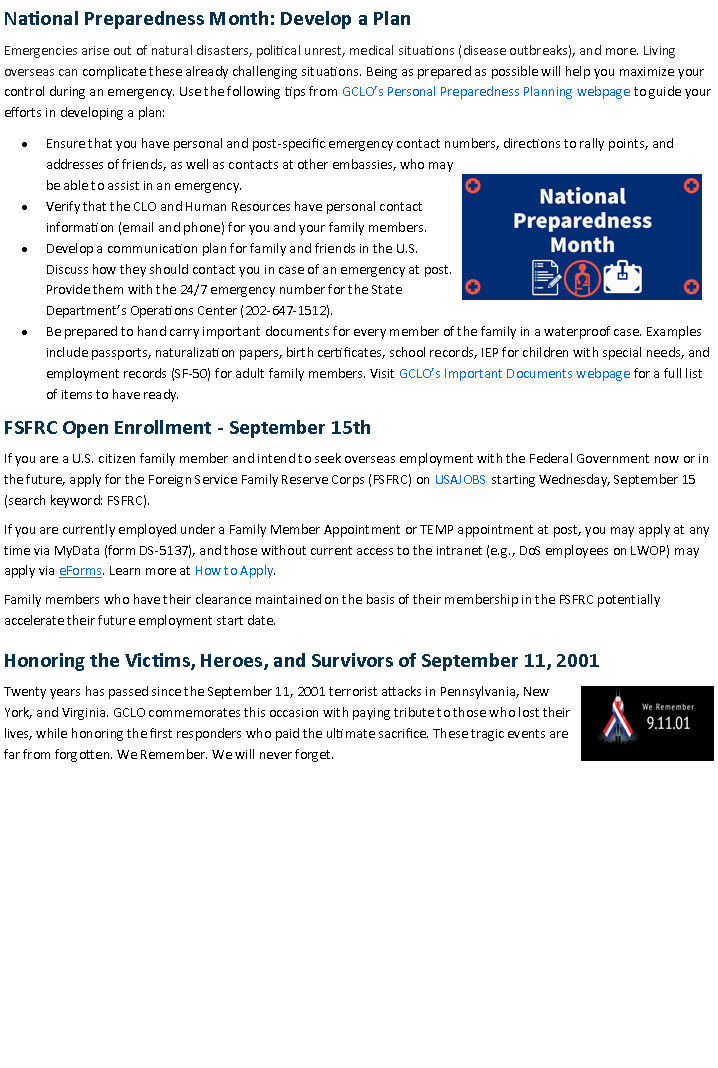 National Preparedness Month: Develop a Plan
Emergencies arise out of natural disasters, political unrest, medical situations (disease outbreaks), and more. Living
overseas can complicate these already challenging situations. Being as prepared as possible will help you maximize your
control during an emergency. Use the following tips from GCLO's Personal Preparedness Planning webpage to guide your
efforts in developing a plan:
• Ensure that you have personal and post-specific emergency contact numbers, directions to rally points, and
addresses of friends, as well as contacts at other embassies, who may
be able to assist in an emergency.
• Verify that the CLO and Human Resources have personal contact
information (email and phone) for you and your family members.
• Develop a communication plan for family and friends in the U.S.
Discuss how they should contact you in case of an emergency at post.
Provide them with the 24/7 emergency number for the State
Department's Operations Center (202-647-1512).
National
Preparedness
Month
• Be prepared to hand carry important documents for every member of the family in a waterproof case. Examples
include passports, naturalization papers, birth certificates, school records, IEP for children with special needs, and
employment records (SF-50) for adult family members. Visit GCLO's Important Documents webpage for a full list
of items to have ready.
FSFRC Open Enrollment - September 15th
If you are a U.S. citizen family member and intend to seek overseas employment with the Federal Government now or in
the future, apply for the Foreign Service Family Reserve Corps (FSFRC) on USAJOBS starting Wednesday, September 15
(search keyword: FSFRC).
If you are currently employed under a Family Member Appointment or TEMP appointment at post, you may apply at any
time via MyData (form DS-5137), and those without current access to the intranet (e.g., DoS employees on LWOP) may
apply via eForms. Learn more at How to Apply.
Family members who have their clearance maintained on the basis of their membership in the FSFRC potentially
accelerate their future employment start date.
Honoring the Victims, Heroes, and Survivors of September 11, 2001
Twenty years has passed since the September 11, 2001 terrorist attacks in Pennsylvania, New
York, and Virginia. GCLO commemorates this occasion with paying tribute to those who lost their
lives, while honoring the first responders who paid the ultimate sacrifice. These tragic events are
far from forgotten. We Remember. We will never forget.
We Remember
9.11.01